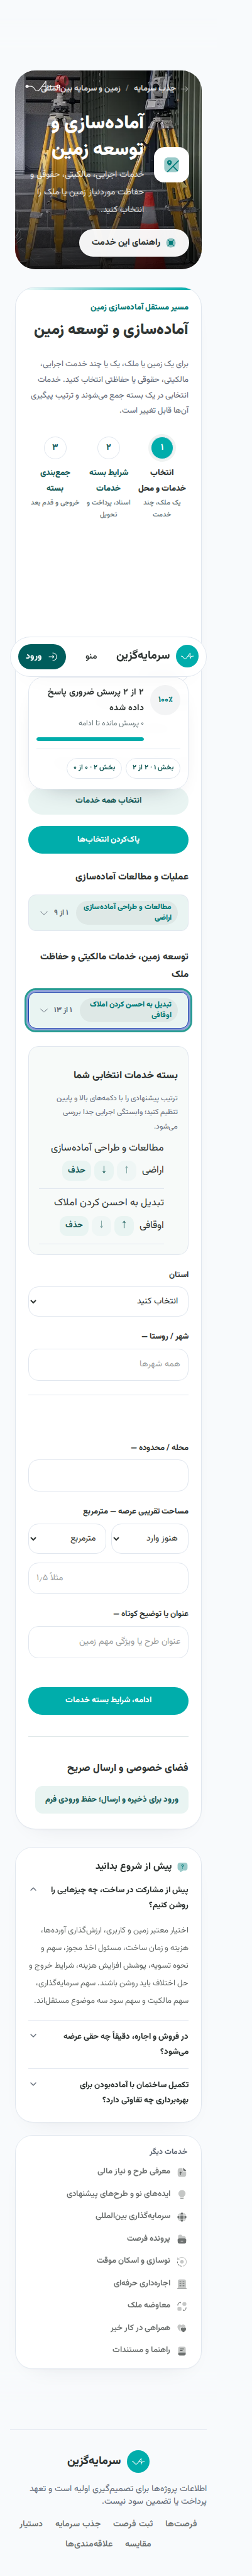 جذب سرمایه / زمین و سرمایه بین‌الملل
آماده‌سازی و
توسعه زمین
خدمات اجرایی، مالکیتی، حقوقی و
حفاظت موردنیاز زمین یا ملک را
انتخاب کنید.
راهنمای این خدمت
مسیر مستقل آماده‌سازی زمین
آماده‌سازی و توسعه زمین
برای یک زمین یا ملک، یک یا چند خدمت اجرایی،
مالکیتی، حقوقی یا حفاظتی انتخاب کنید. خدمات
انتخابی در یک بسته جمع می‌شوند و ترتیب پیگیری
آن‌ها قابل تغییر است.
۱
انتخاب
خدمات و محل
یک ملک، چند
خدمت
۲
شرایط بسته
خدمات
اسناد، پرداخت و
تحویل
۳
جمع‌بندی
بسته
خروجی و قدم بعد
سرمایه‌گزین
منو
ورود
۱۰۰٪
۲ از ۲ پرسش ضروری پاسخ
داده شده
۰ پرسش مانده تا ادامه
بخش ۱ · ۲ از ۲
بخش ۲ · ۰ از ۰
انتخاب همه خدمات
پاک‌کردن انتخاب‌ها
عملیات و مطالعات آماده‌سازی
مطالعات و طراحی آماده‌سازی
اراضی
۱ از ۹
توسعه زمین، خدمات مالکیتی و حفاظت
ملک
تبدیل به احسن کردن املاک
اوقافی
۱ از ۱۳
بسته خدمات انتخابی شما
ترتیب پیشنهادی را با دکمه‌های بالا و پایین
تنظیم کنید؛ وابستگی اجرایی جدا بررسی
می‌شود.
مطالعات و طراحی آماده‌سازی
اراضی ↑ ↓ حذف
تبدیل به احسن کردن املاک
اوقافی ↑ ↓ حذف
استان
انتخاب کنید
شهر / روستا —
همه شهرها
محله / محدوده —
مساحت تقریبی عرصه — مترمربع
هنوز وارد
مترمربع
مثلاً ۱٫۵
عنوان یا توضیح کوتاه —
عنوان طرح یا ویژگی مهم زمین
ادامه، شرایط بسته خدمات
فضای خصوصی و ارسال صریح
ورود برای ذخیره و ارسال؛ حفظ ورودی فرم
پیش از شروع بدانید
پیش از مشارکت در ساخت، چه چیزهایی را
روشن کنیم؟
اختیار معتبر زمین و کاربری، ارزش‌گذاری آورده‌ها،
هزینه و زمان ساخت، مسئول اخذ مجوز، سهم و
نحوه تسویه، پوشش افزایش هزینه، شرایط خروج و
حل اختلاف باید روشن باشند. سهم سرمایه‌گذاری،
سهم مالکیت و سهم سود سه موضوع مستقل‌اند.
در فروش و اجاره، دقیقاً چه حقی عرضه
می‌شود؟
تکمیل ساختمان با آماده‌بودن برای
بهره‌برداری چه تفاوتی دارد؟
خدمات دیگر
معرفی طرح و نیاز مالی
ایده‌های نو و طرح‌های پیشنهادی
سرمایه‌گذاری بین‌المللی
پرونده فرصت
نوسازی و اسکان موقت
اجاره‌داری حرفه‌ای
معاوضه ملک
همراهی در کار خیر
راهنما و مستندات
سرمایه‌گزین
اطلاعات پروژه‌ها برای تصمیم‌گیری اولیه است و تعهد
پرداخت یا تضمین سود نیست.
فرصت‌ها ثبت فرصت جذب سرمایه دستیار
مقایسه علاقه‌مندی‌ها